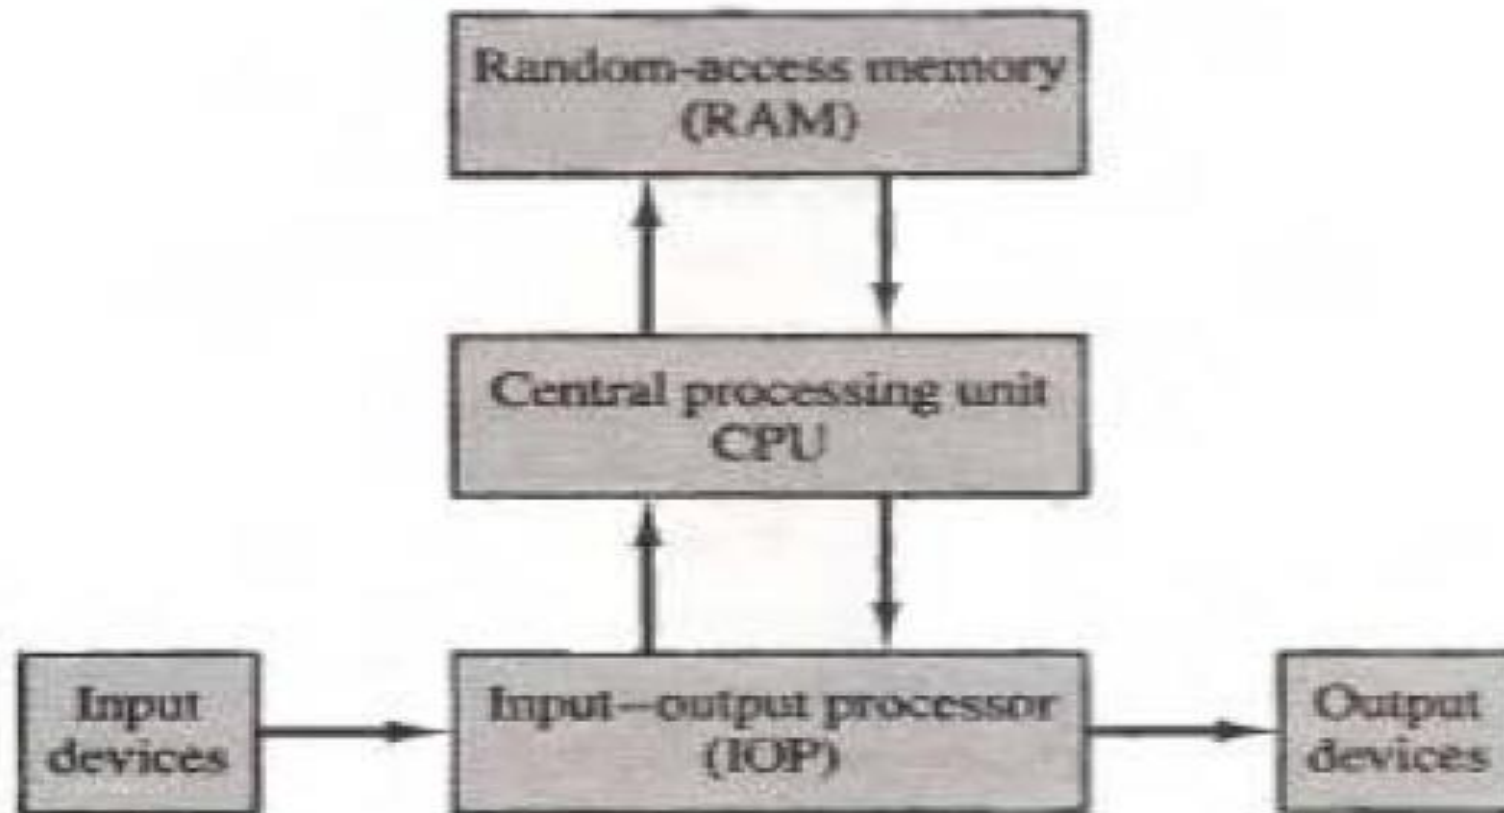 Random-access memory
(RAM)
Central processing unit
CPU
Input
devices
Input-output processor
(IOP)
Output
devices